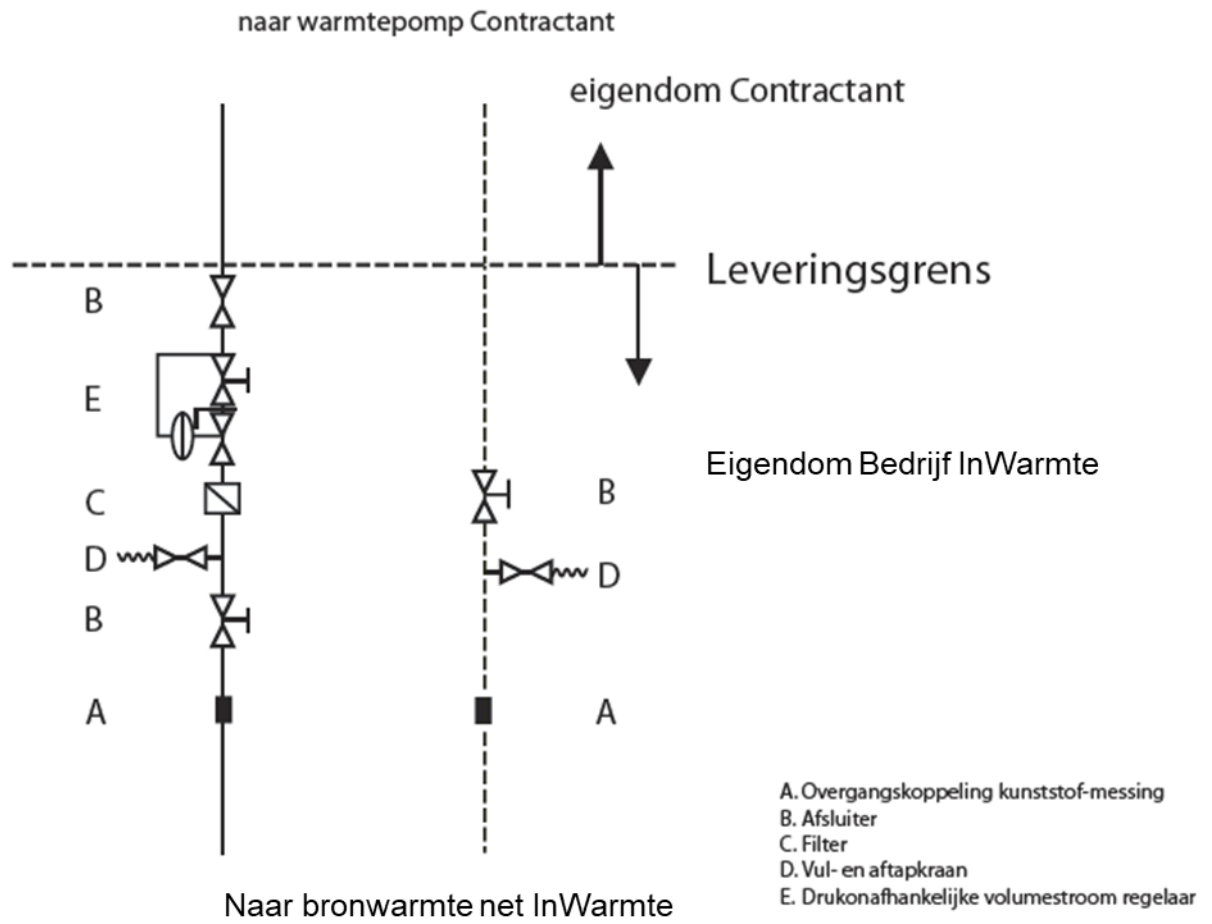 naar warmtepomp Contractant
eigendom Contractant
Leveringsgrens
B
E
Eigendom Bedrijf InWarmte
C
B
D
D
B
A
A
A. Overgangskoppeling kunststof-messing
B. Afsluiter
C. Filter
D. Vul- en aftapkraan
E. Drukonafhankelijke volumestroom regelaar
Naar bronwarmte net InWarmte